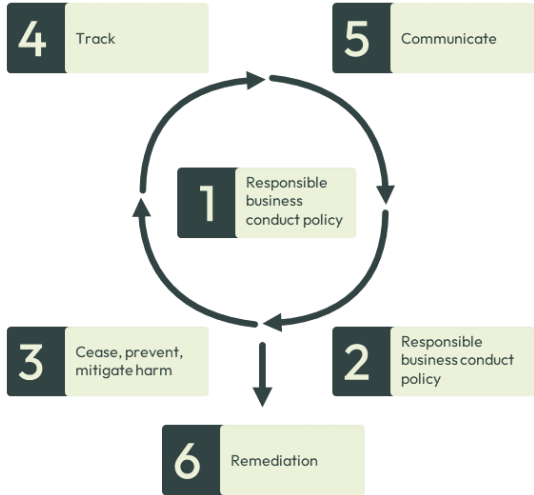 4
Track
5
Communicate
1
Responsible
business
conduct policy
3
Cease, prevent,
mitigate harm
2
Responsible
business conduct
policy
6
Remediation